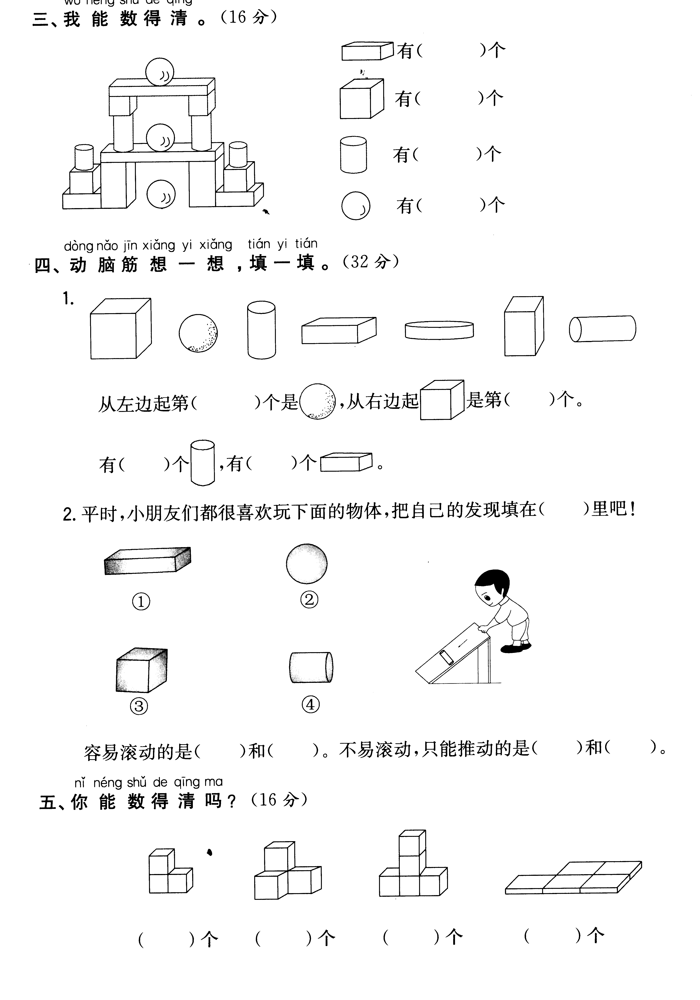 wǒ néng shǔ de qīng
三、我能数得清。(16分)
有(　　)个
有(　　)个
有(　　)个
有(　　)个
dòng nǎo jīn xiǎng yi xiǎng tián yi tián
四、动脑筋想一想,填一填。(32分)
1.
从左边起第(　　)个是,从右边起是第(　　)个。
有(　　)个,有(　　)个。
2. 平时,小朋友们都很喜欢玩下面的物体,把自己的发现填在(　　)里吧!
① ②
③ ④
容易滚动的是(　　)和(　　)。不易滚动,只能推动的是(　　)和(　　)。
nǐ néng shǔ de qīng ma
五、你能数得清吗?(16分)
(　　)个 (　　)个 (　　)个 (　　)个